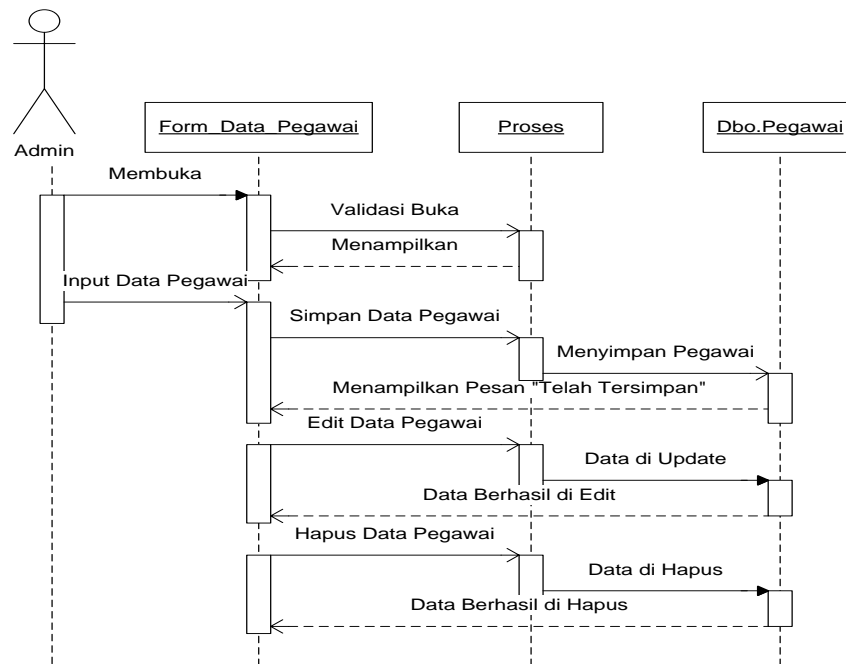 Form_Data_Pegawai
Proses
Dbo.Pegawai
Admin
Membuka
Validasi Buka
Menampilkan
Input Data Pegawai
Simpan Data Pegawai
Menyimpan Pegawai
Menampilkan Pesan "Telah Tersimpan"
Edit Data Pegawai
Data di Update
Data Berhasil di Edit
Hapus Data Pegawai
Data di Hapus
Data Berhasil di Hapus